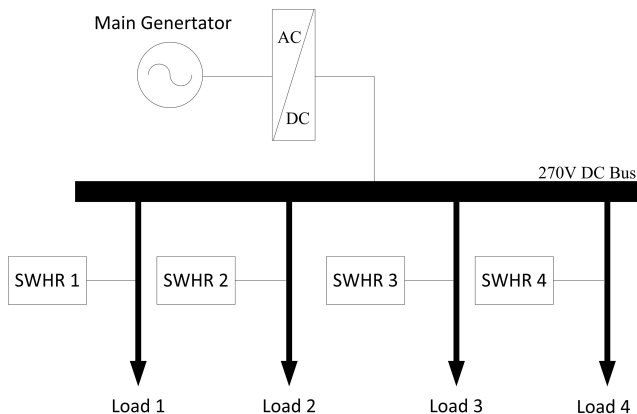 Main Genertator
AC
DC
270V DC Bus
SWHR 1
SWHR 2
SWHR 3
SWHR 4
Load 1
Load 2
Load 3
Load 4